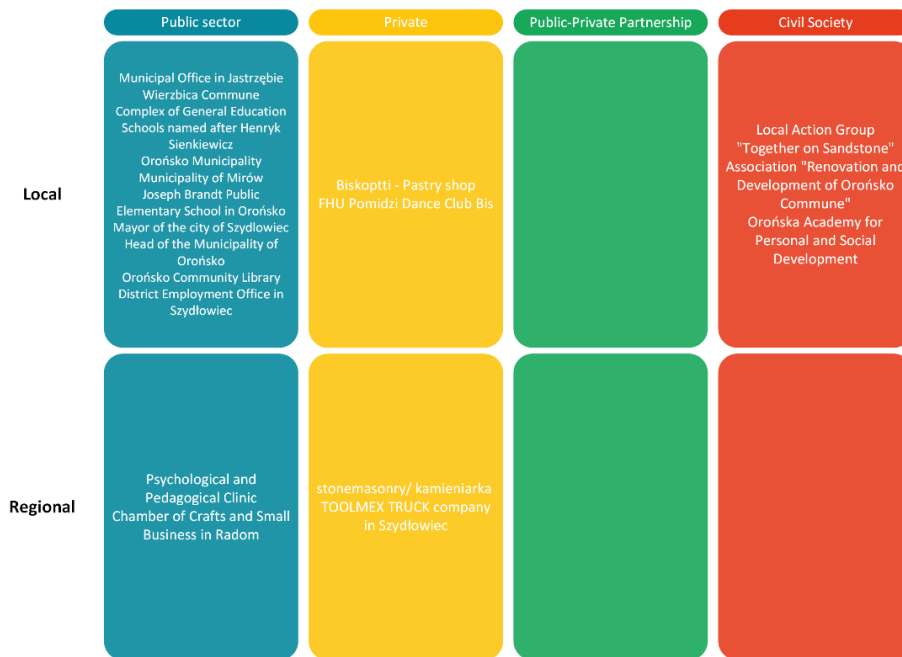 Public sector
Private
Public-Private Partnership
Civil Society
Local
Municipal Office in Jastrzębie
Wierzbica Commune
Complex of General Education
Schools named after Henryk
Sienkiewicz
Orońsko Municipality
Municipality of Mirów
Joseph Brandt Public
Elementary School in Orońsko
Mayor of the city of Szydlowiec
Head of the Municipality of
Orońsko
Orońsko Community Library
District Employment Office in
Szydłowiec
Biskoptti - Pastry shop
FHU Pomidzi Dance Club Bis
Local Action Group
"Together on Sandstone"
Association "Renovation and
Development of Orońsko
Commune"
Orońska Academy for
Personal and Social
Development
Regional
Psychological and
Pedagogical Clinic
Chamber of Crafts and Small
Business in Radom
stonemasonry/ kamieniarka
TOOLMEX TRUCK company
in Szydłowiec